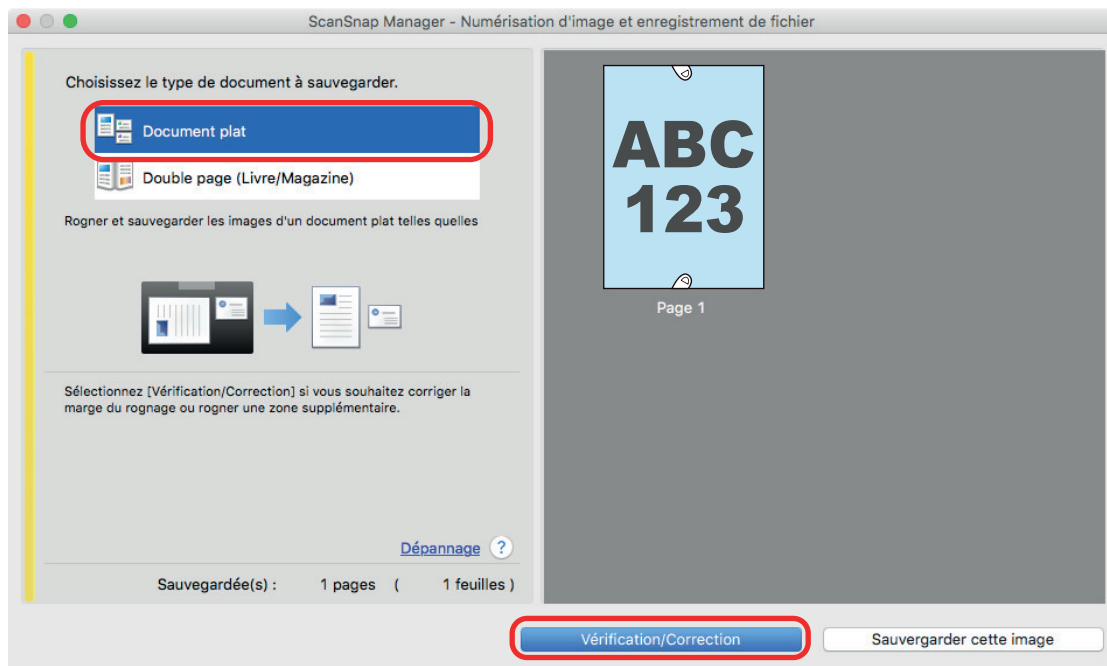 ScanSnap Manager - Numérisation d'image et enregistrement de fichier
Choisissez le type de document à sauvegarder.
Document plat
Double page (Livre/Magazine)
Rogner et sauvegarder les images d'un document plat telles quelles
Sélectionnez [Vérification/Correction] si vous souhaitez corriger la
marge du rognage ou rogner une zone supplémentaire.
Dépannage ?
Sauvegardée(s) : 1 pages ( 1 feuilles )
ABC
123
Page 1
Vérification/Correction
Sauvergarder cette image